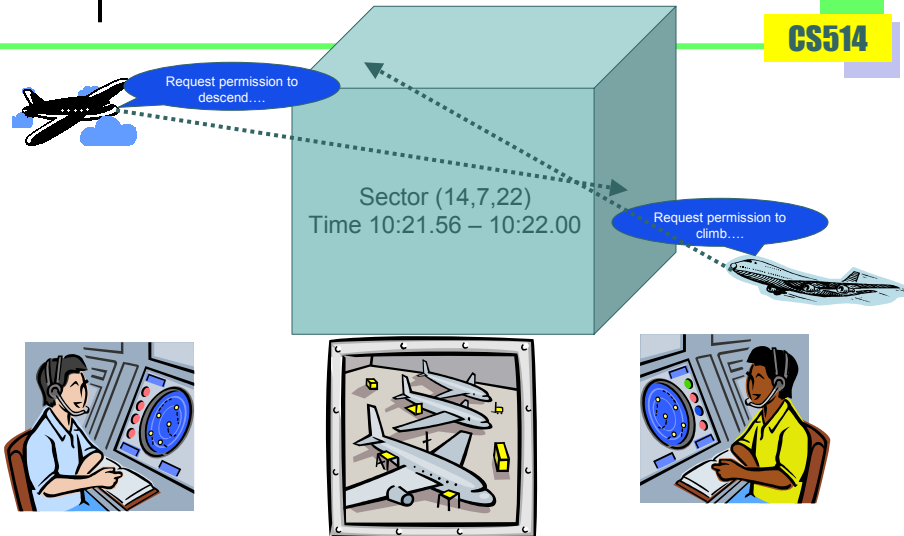 CS514
Request permission to
descend....
Sector (14,7,22)
Time 10:21.56 – 10:22.00
Request permission to
climb....